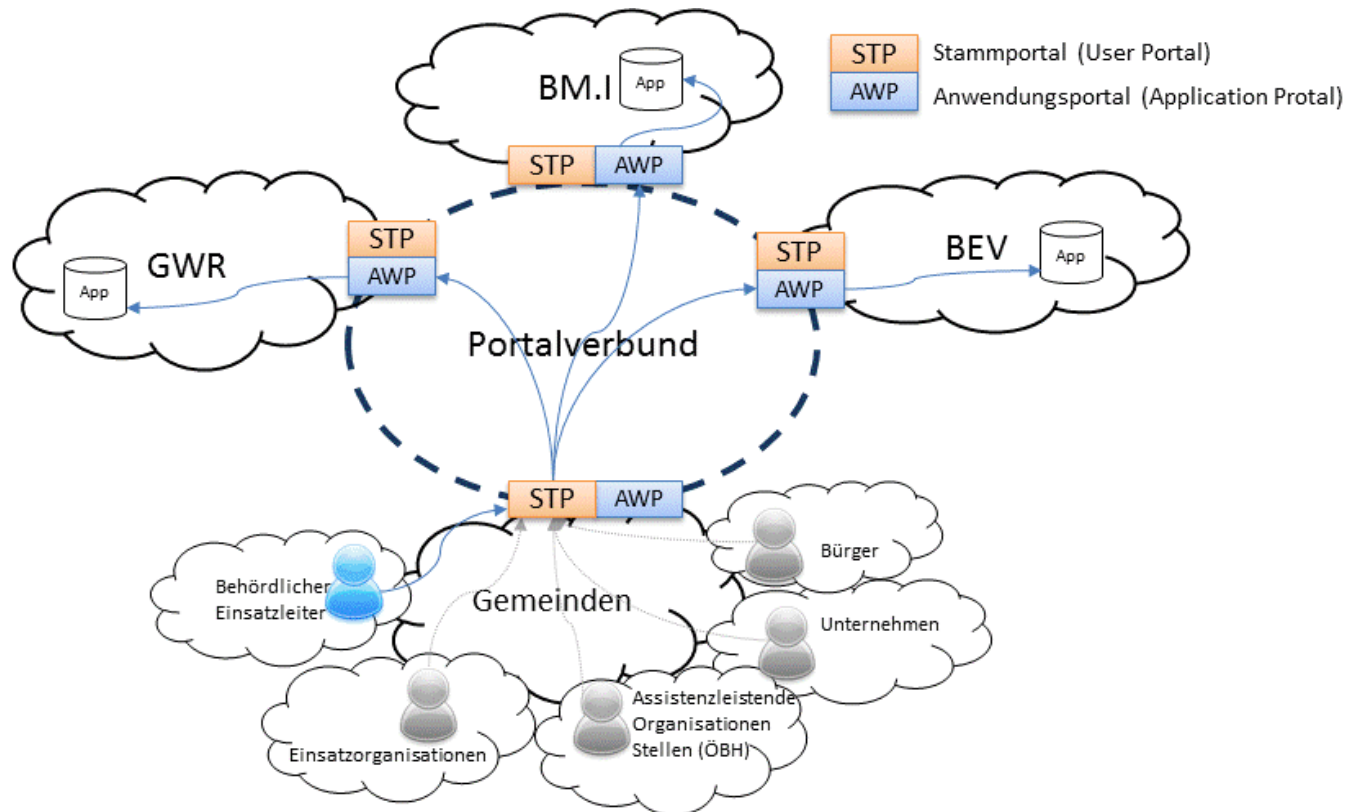 STP
Stammportal (User Portal)
AWP
Anwendungsportal (Application Protal)
BM.I
App
STP
AWP
GWR
App
STP
AWP
STP
AWP
BEV
App
Portalverbund
STP
AWP
Behördlicher
Einsatzleiter
Gemeinden
Bürger
Unternehmen
Einsatzorganisationen
Assistenzleistende
Organisationen
Stellen (ÖBH)